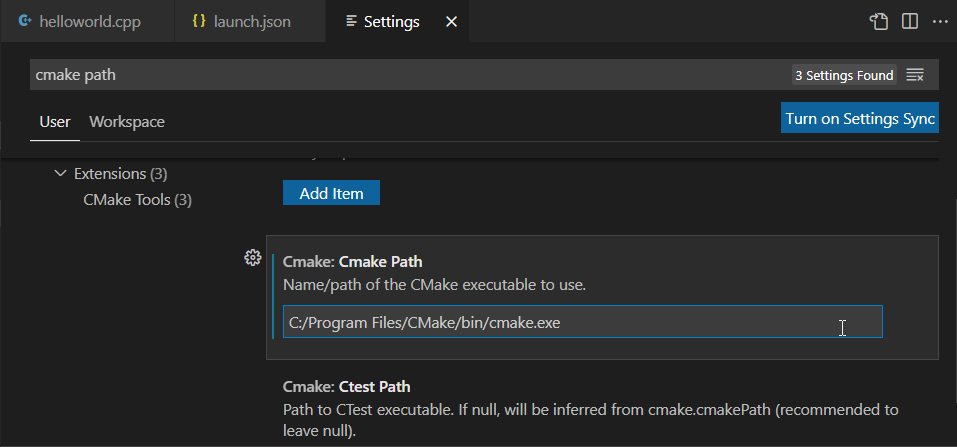 helloworld.cpp
launch.json
Settings
cmake path
3 Settings Found
User
Workspace
Turn on Settings Sync
Extensions (3)
CMake Tools (3)
Add Item
Cmake: Cmake Path
Name/path of the CMake executable to use.
C:/Program Files/CMake/bin/cmake.exe
Cmake: Ctest Path
Path to CTest executable. If null, will be inferred from cmake.cmakePath (recommended to
leave null).